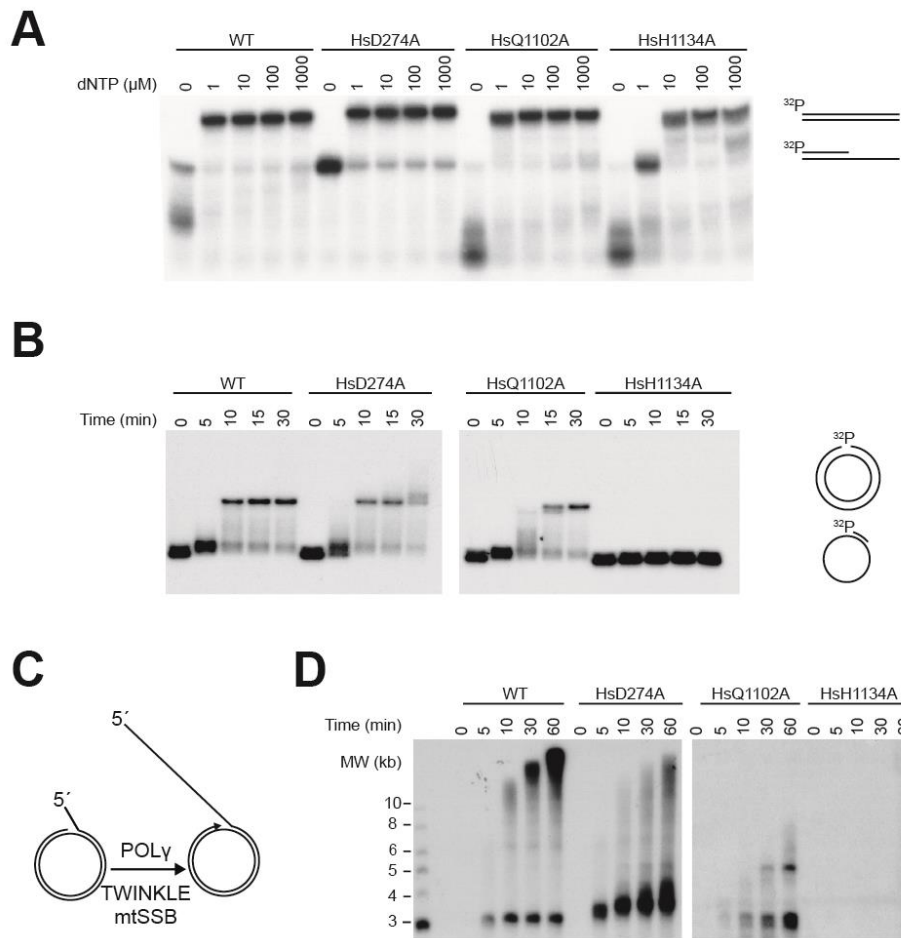 A
WT HsD274A HsQ1102A HsH1134A
dNTP (µM) 0 1 10 100 1000 0 1 10 100 1000 0 1 10 100 1000 0 1 10 100 1000
32P
32P
B
WT HsD274A HsQ1102A HsH1134A
Time (min) 0 5 10 15 30 0 5 10 15 30 0 5 10 15 30 0 5 10 15 30
32P
32P
C
5´
5´
POLγ
TWINKLE
mtSSB
D
WT HsD274A HsQ1102A HsH1134A
Time (min) 0 5 10 30 60 0 5 10 30 60 0 5 10 30 60 0 5 10 30 60
MW (kb)
10
8
6
5
4
3